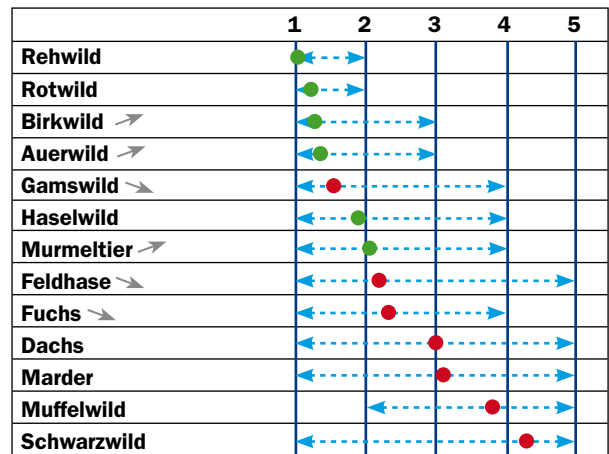 1 2 3 4 5
Rehwild
Rotwild
Birkwild
Auerwild
Gamswild
Haselwild
Murmeltier
Feldhase
Fuchs
Dachs
Marder
Muffelwild
Schwarzwild